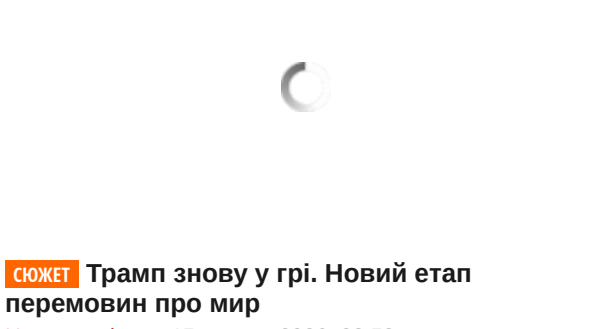 СЮЖЕТ Трамп знову у грі. Новий етап
перемовин про мир